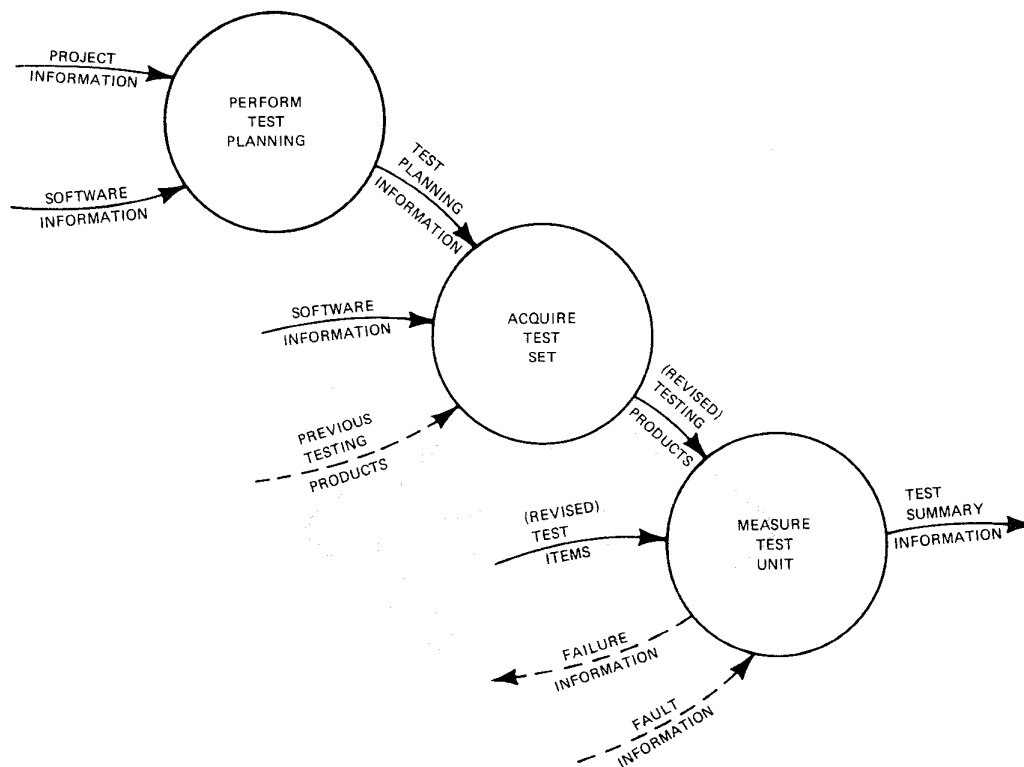 PROJECT
INFORMATION
PERFORM
TEST
PLANNING
SOFTWARE
INFORMATION
TEST
PLANNING
INFORMATION
SOFTWARE
INFORMATION
ACQUIRE
TEST
SET
PREVIOUS
TESTING
PRODUCTS
(REVISED)
TESTING
PRODUCTS
(REVISED)
TEST
ITEMS
MEASURE
TEST
UNIT
TEST
SUMMARY
INFORMATION
FAILURE
INFORMATION
FAULT
INFORMATION